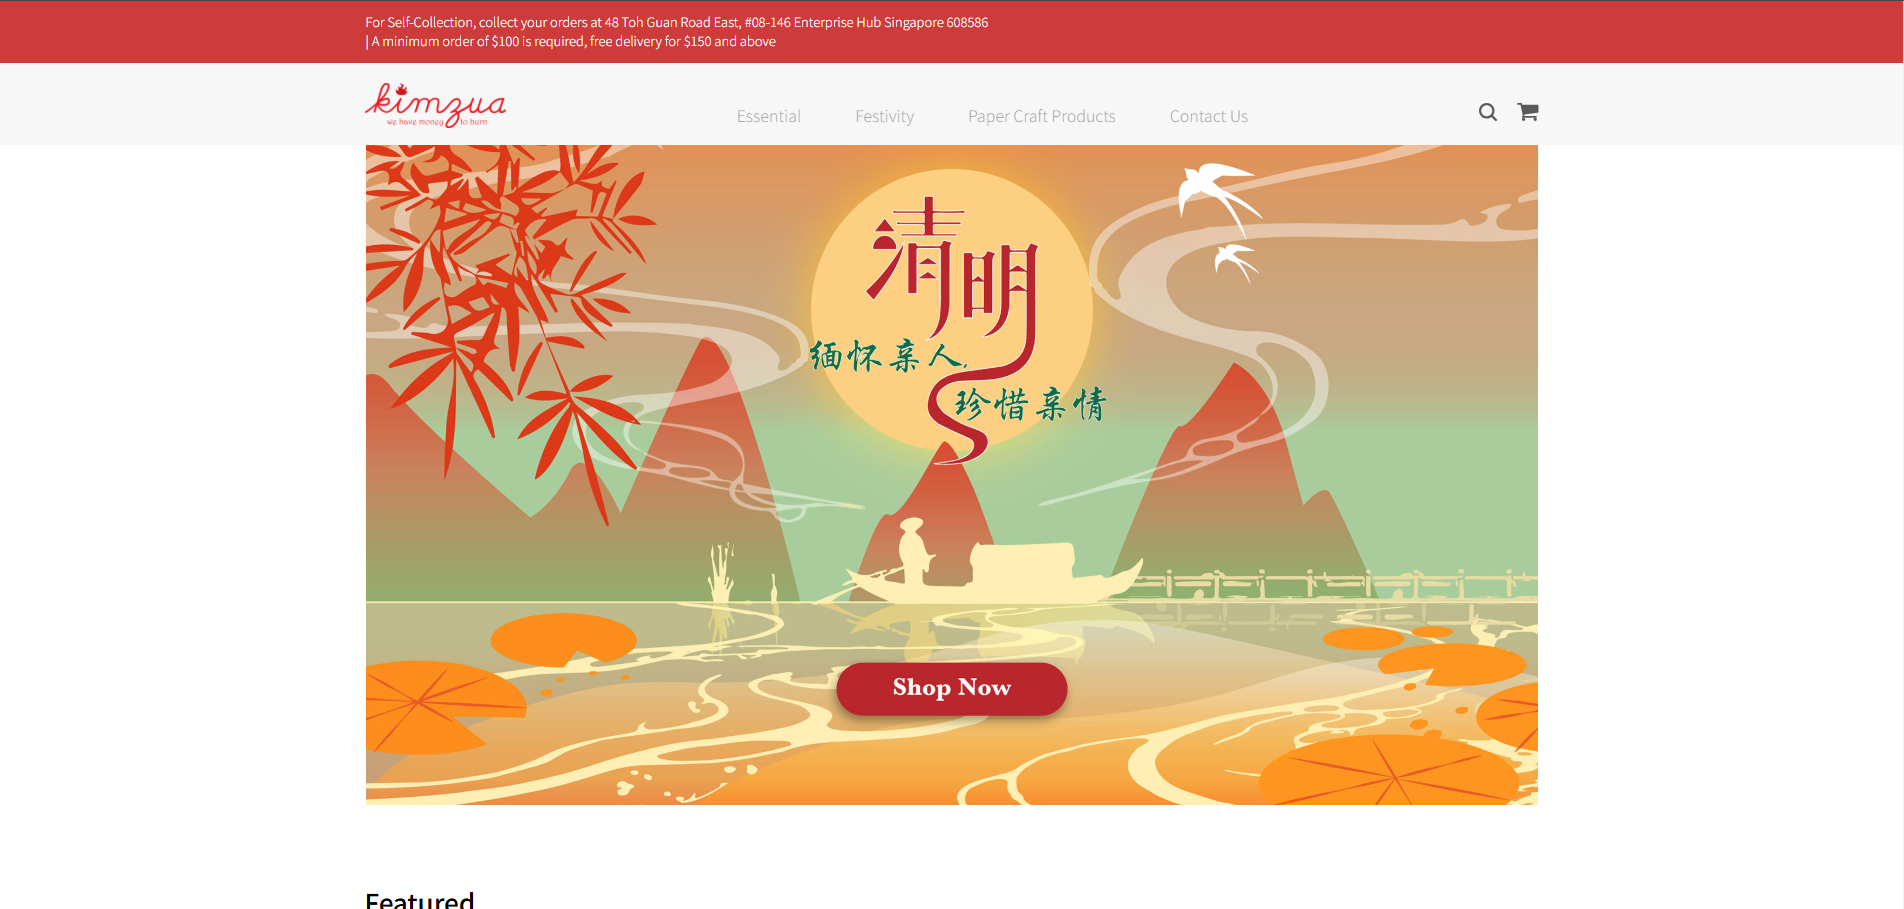 For Self-Collection, collect your orders at 48 Toh Guan Road East, #08-146 Enterprise Hub Singapore 608586
| A minimum order of $100 is required, free delivery for $150 and above
kimzua
we have money to burn
Essential
Festivity
Paper Craft Products
Contact Us
清明
缅怀亲人,
珍惜亲情
Shop Now
Featured